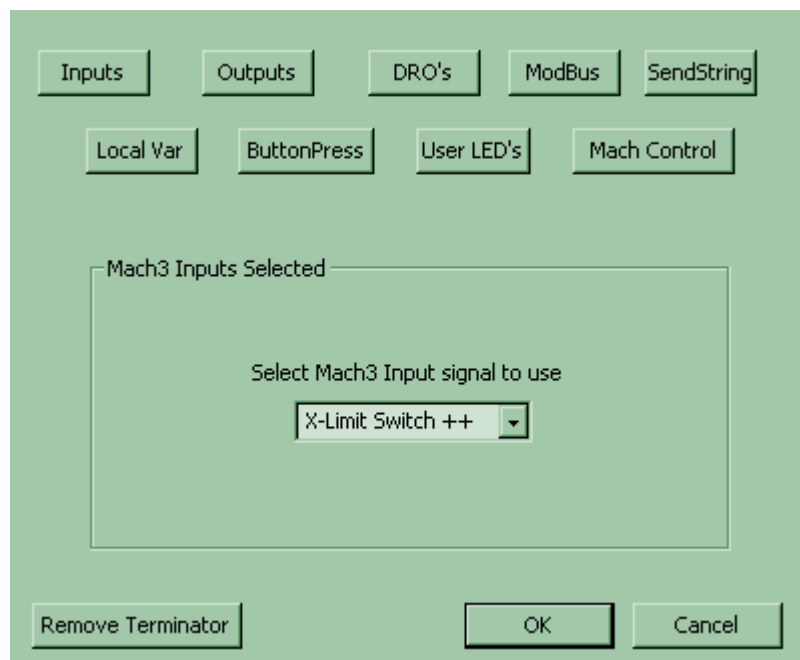 Inputs Outputs DRO's ModBus SendString
Local Var ButtonPress User LED's Mach Control
Mach3 Inputs Selected
Select Mach3 Input signal to use
X-Limit Switch ++
Remove Terminator OK Cancel